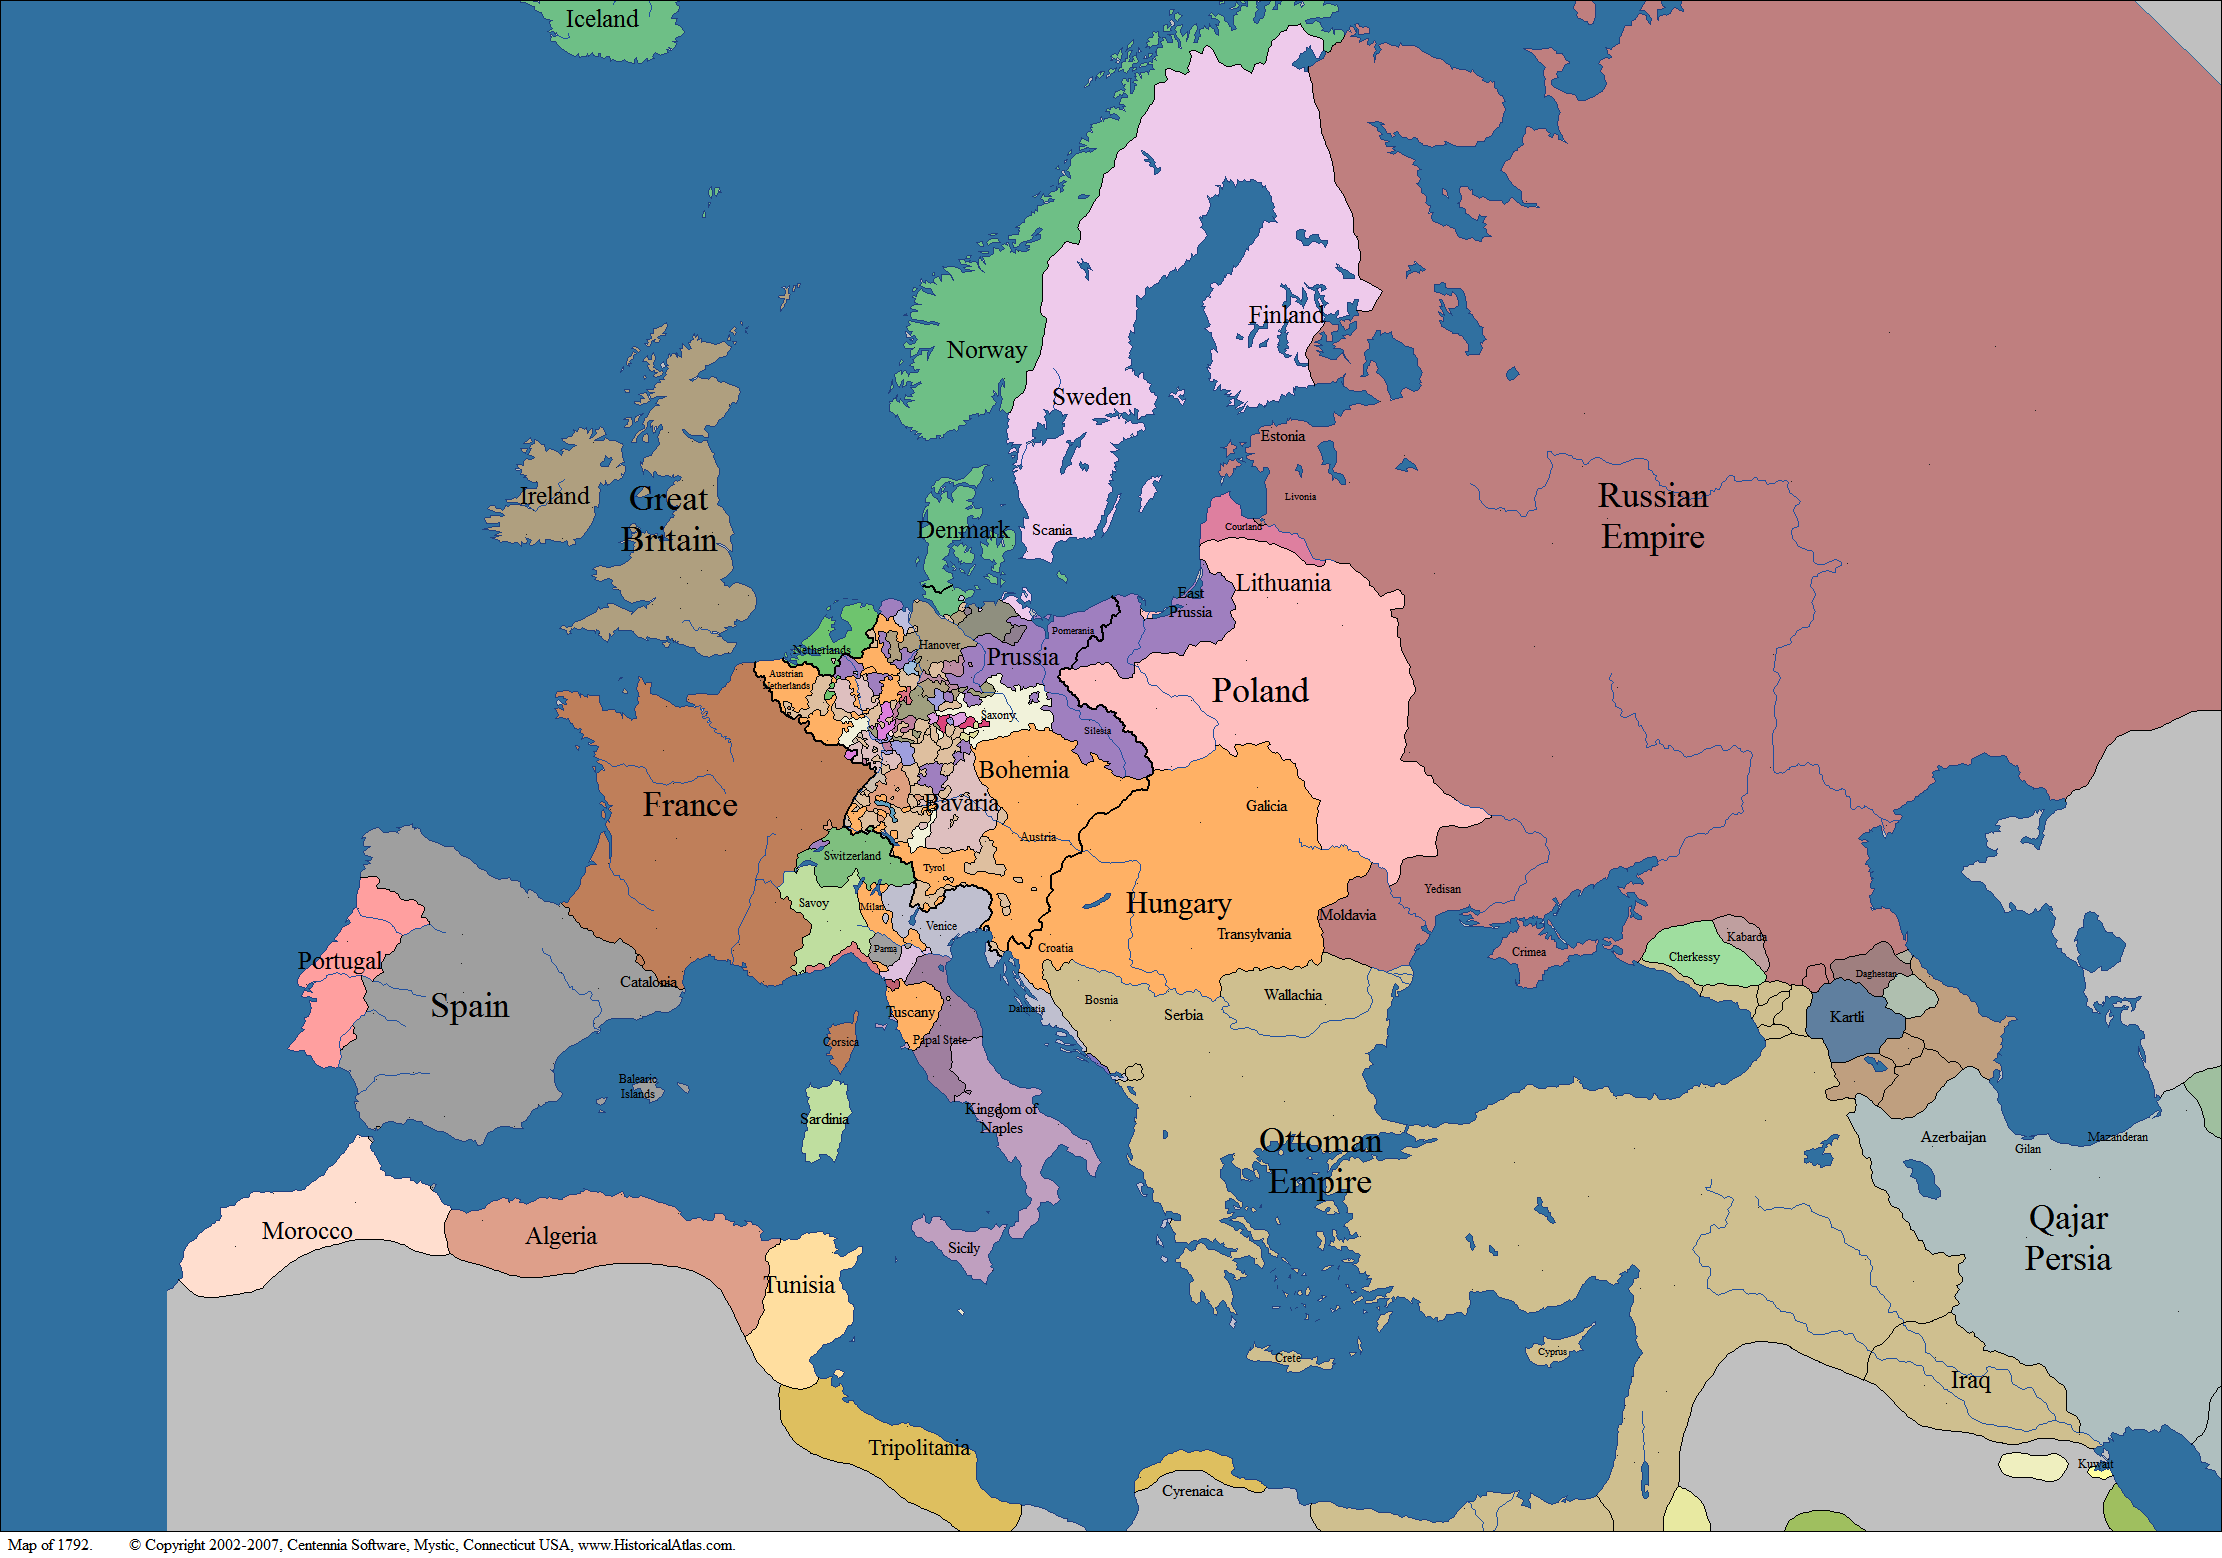 Iceland
Norway
Finland
Sweden
Estonia
Ireland
Great
Britain
Livonia
Russian
Empire
Denmark
Scania
Courland
Lithuania
East
Prussia
Pomerania
Netherlands
Hanover
Prussia
Austrian
Netherlands
Poland
Saxony
Silesia
Bohemia
France
Bavaria
Galicia
Austria
Switzerland
Tyrol
Yedisan
Savoy
Milan
Hungary
Moldavia
Venice
Transylvania
Parma
Croatia
Kabarda
Crimea
Cherkessy
Portugal
Catalonia
Daghestan
Spain
Bosnia
Wallachia
Dalmatia
Serbia
Kartli
Tuscany
Corsica
Papal State
Balearic
Islands
Sardinia
Kingdom of
Naples
Ottoman
Empire
Azerbaijan
Mazanderan
Gilan
Morocco
Algeria
Sicily
Qajar
Persia
Tunisia
Crete
Cyprus
Iraq
Tripolitania
Kuwait
Cyrenaica
Map of 1792. © Copyright 2002-2007, Centennia Software, Mystic, Connecticut USA, www.HistoricalAtlas.com.